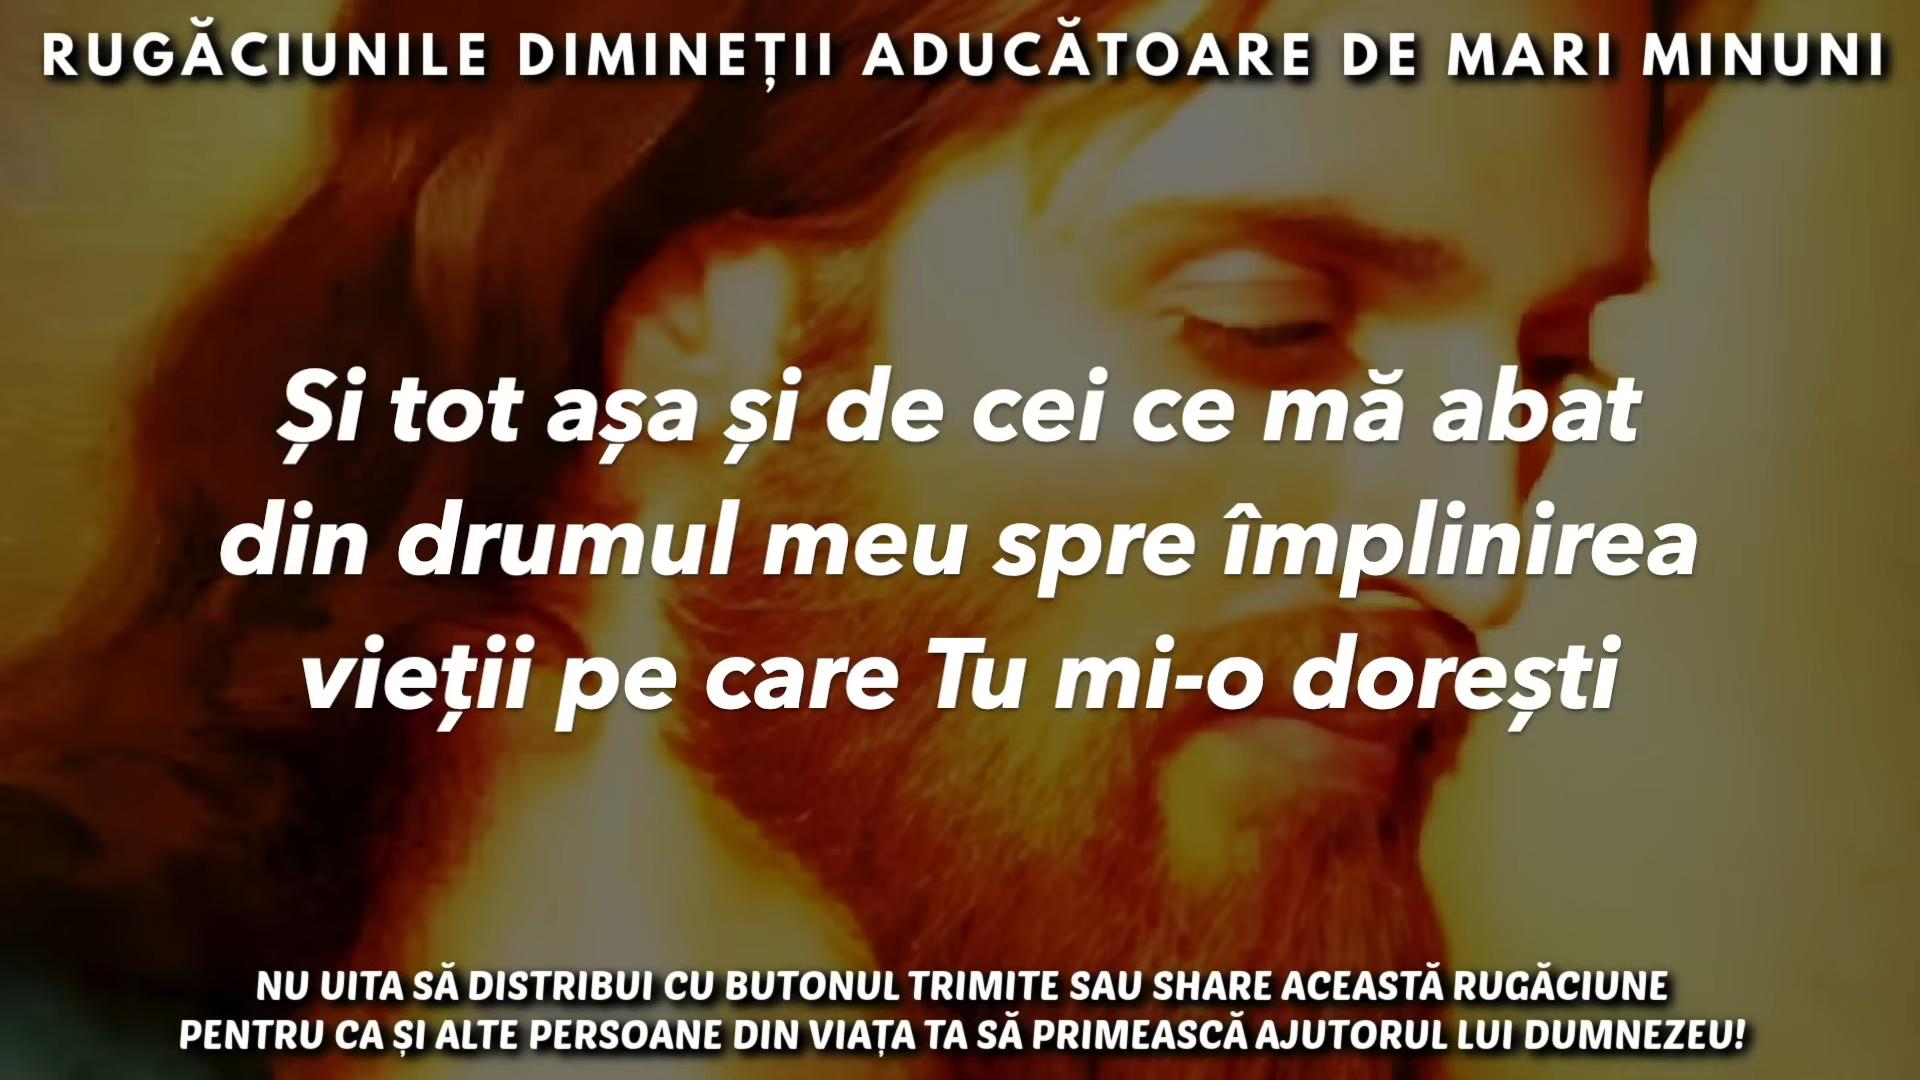 RUGĂCIUNILE DIMINEȚII ADUCĂTOARE DE MARI MINUNI
Și tot așa și de cei ce mă abat
din drumul meu spre împlinirea
vieții pe care Tu mi-o dorești
NU UITA SĂ DISTRIBUI CU BUTONUL TRIMITE SAU SHARE ACEASTĂ RUGĂCIUNE
PENTRU CA ȘI ALTE PERSOANE DIN VIAȚA TA SĂ PRIMEASCĂ AJUTORUL LUI DUMNEZEU!